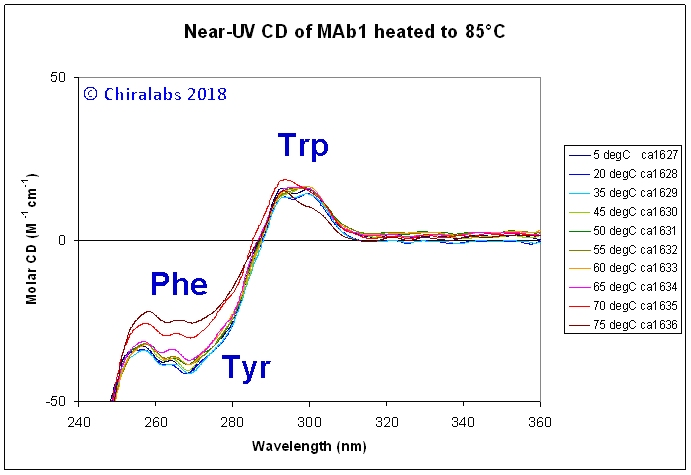 Near-UV CD of MAb1 heated to 85°C
50
© Chiralabs 2018
Trp
Molar CD (M-1 cm-1)
0
Phe
Tyr
-50
240 260 280 300 320 340 360
Wavelength (nm)
5 degC ca1627
20 degC ca1628
35 degC ca1629
45 degC ca1630
50 degC ca1631
55 degC ca1632
60 degC ca1633
65 degC ca1634
70 degC ca1635
75 degC ca1636